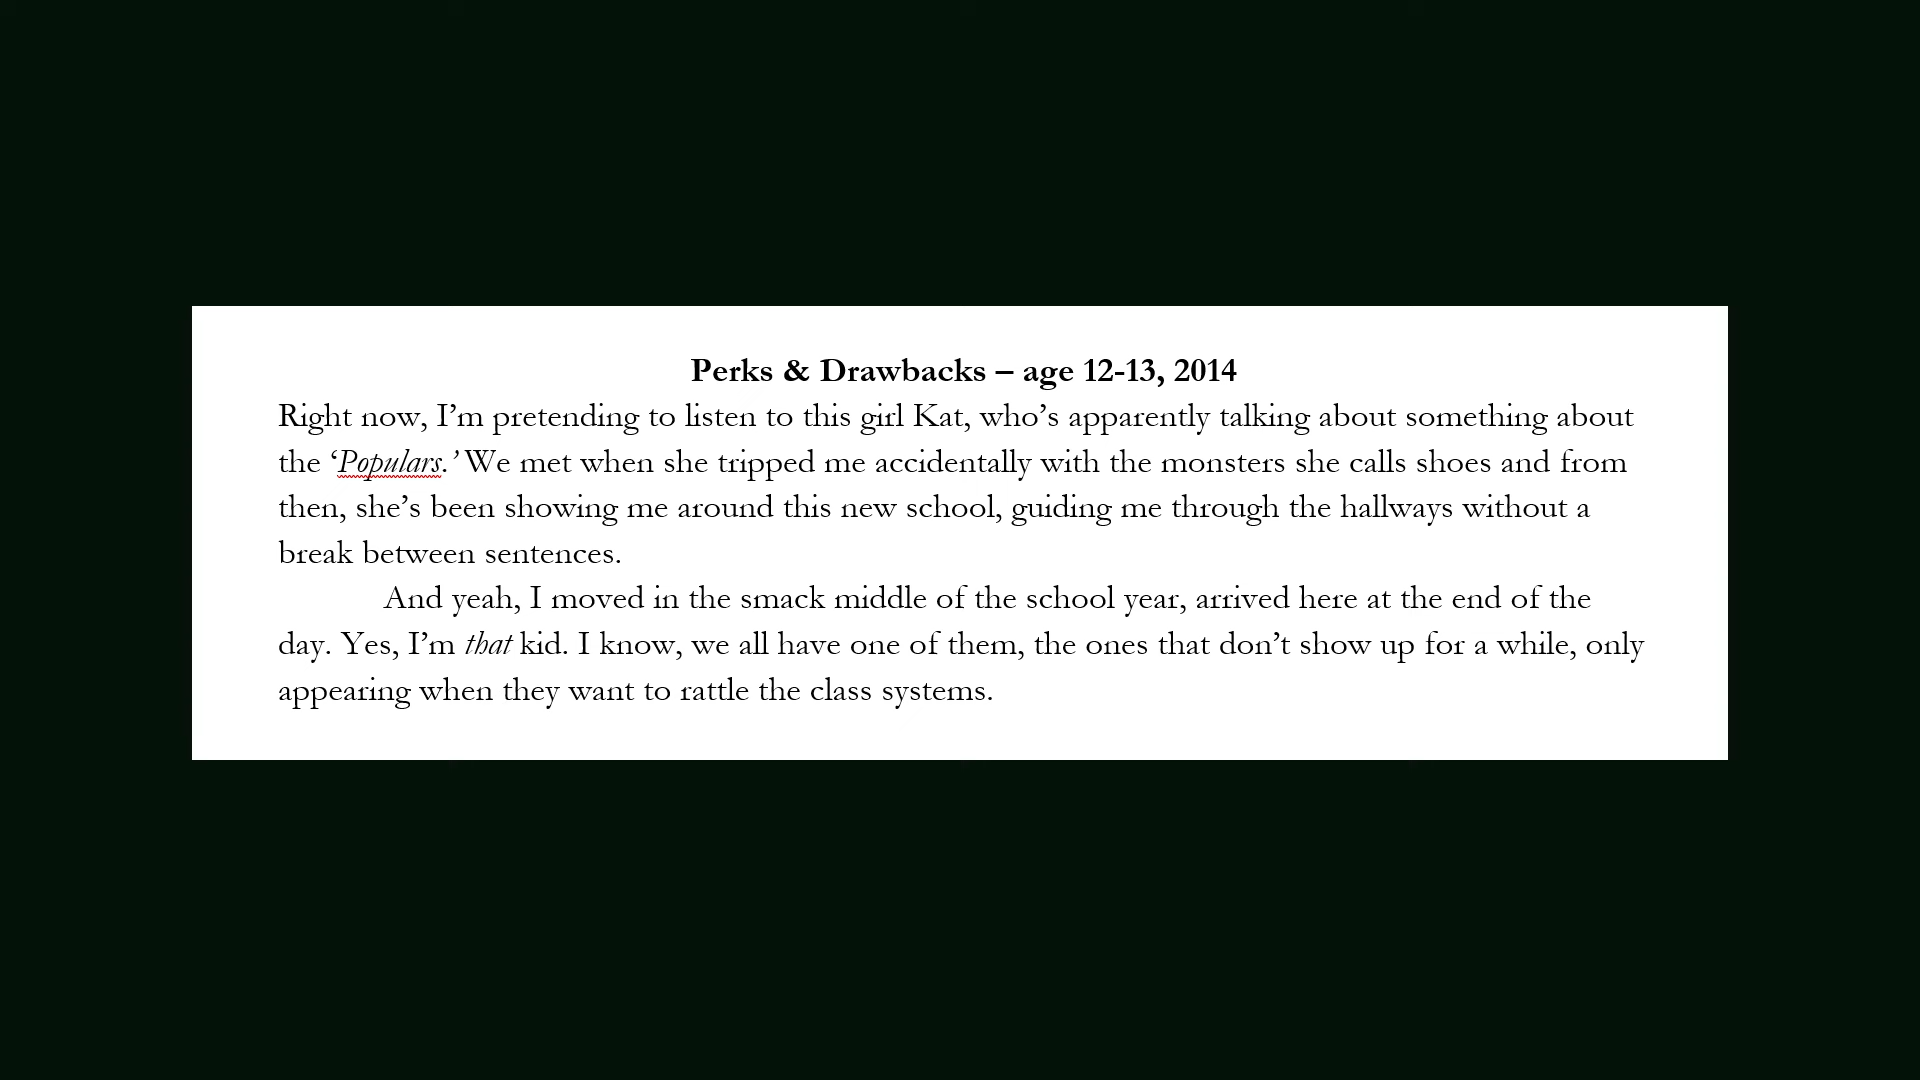 Perks & Drawbacks – age 12-13, 2014
Right now, I’m pretending to listen to this girl Kat, who’s apparently talking about something about
the ‘Populars.’ We met when she tripped me accidentally with the monsters she calls shoes and from
then, she’s been showing me around this new school, guiding me through the hallways without a
break between sentences.
And yeah, I moved in the smack middle of the school year, arrived here at the end of the
day. Yes, I’m that kid. I know, we all have one of them, the ones that don’t show up for a while, only
appearing when they want to rattle the class systems.